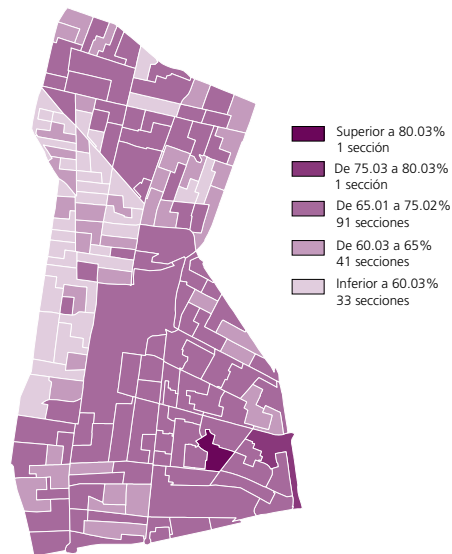 Superior a 80.03%
1 sección
De 75.03 a 80.03%
1 sección
De 65.01 a 75.02%
91 secciones
De 60.03 a 65%
41 secciones
Inferior a 60.03%
33 secciones